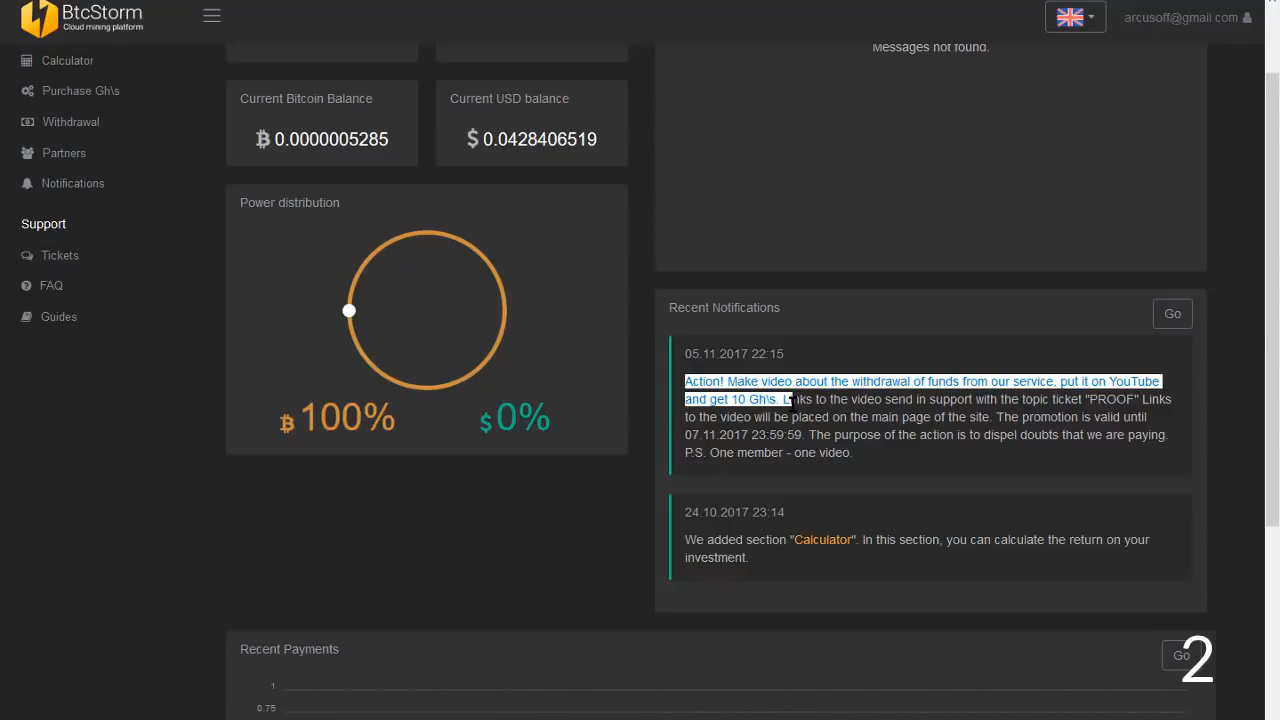 BtcStorm
Cloud mining platform
arcusoff@gmail.com
Calculator
Purchase Gh\s
Withdrawal
Partners
Notifications
Support
Tickets
FAQ
Guides
Messages not found.
Current Bitcoin Balance
0.0000005285
Current USD balance
$ 0.0428406519
Power distribution
100%
$ 0%
Recent Notifications
Go
05.11.2017 22:15
Action! Make video about the withdrawal of funds from our service, put it on YouTube
and get 10 Gh\s. Links to the video send in support with the topic ticket "PROOF" Links
to the video will be placed on the main page of the site. The promotion is valid until
07.11.2017 23:59:59. The purpose of the action is to dispel doubts that we are paying.
P.S. One member - one video.
24.10.2017 23:14
We added section "Calculator". In this section, you can calculate the return on your
investment.
Recent Payments
Go
2
1
0.75